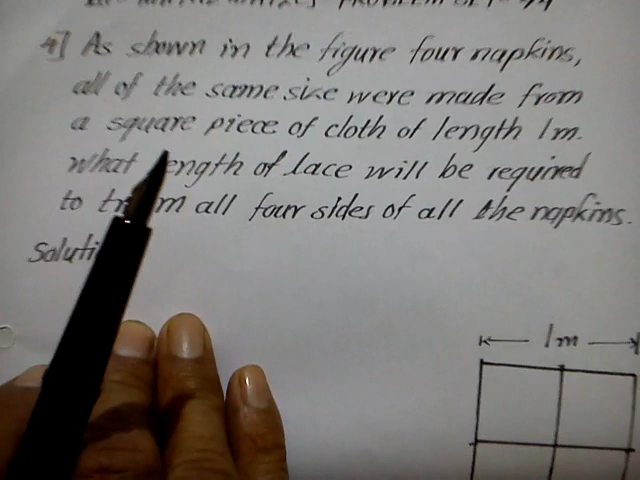 4] As shown in the figure four napkins,
all of the same size were made from
a square piece of cloth of length 1m.
What length of lace will be required
to trim all four sides of all the napkins.
Soluti
1m